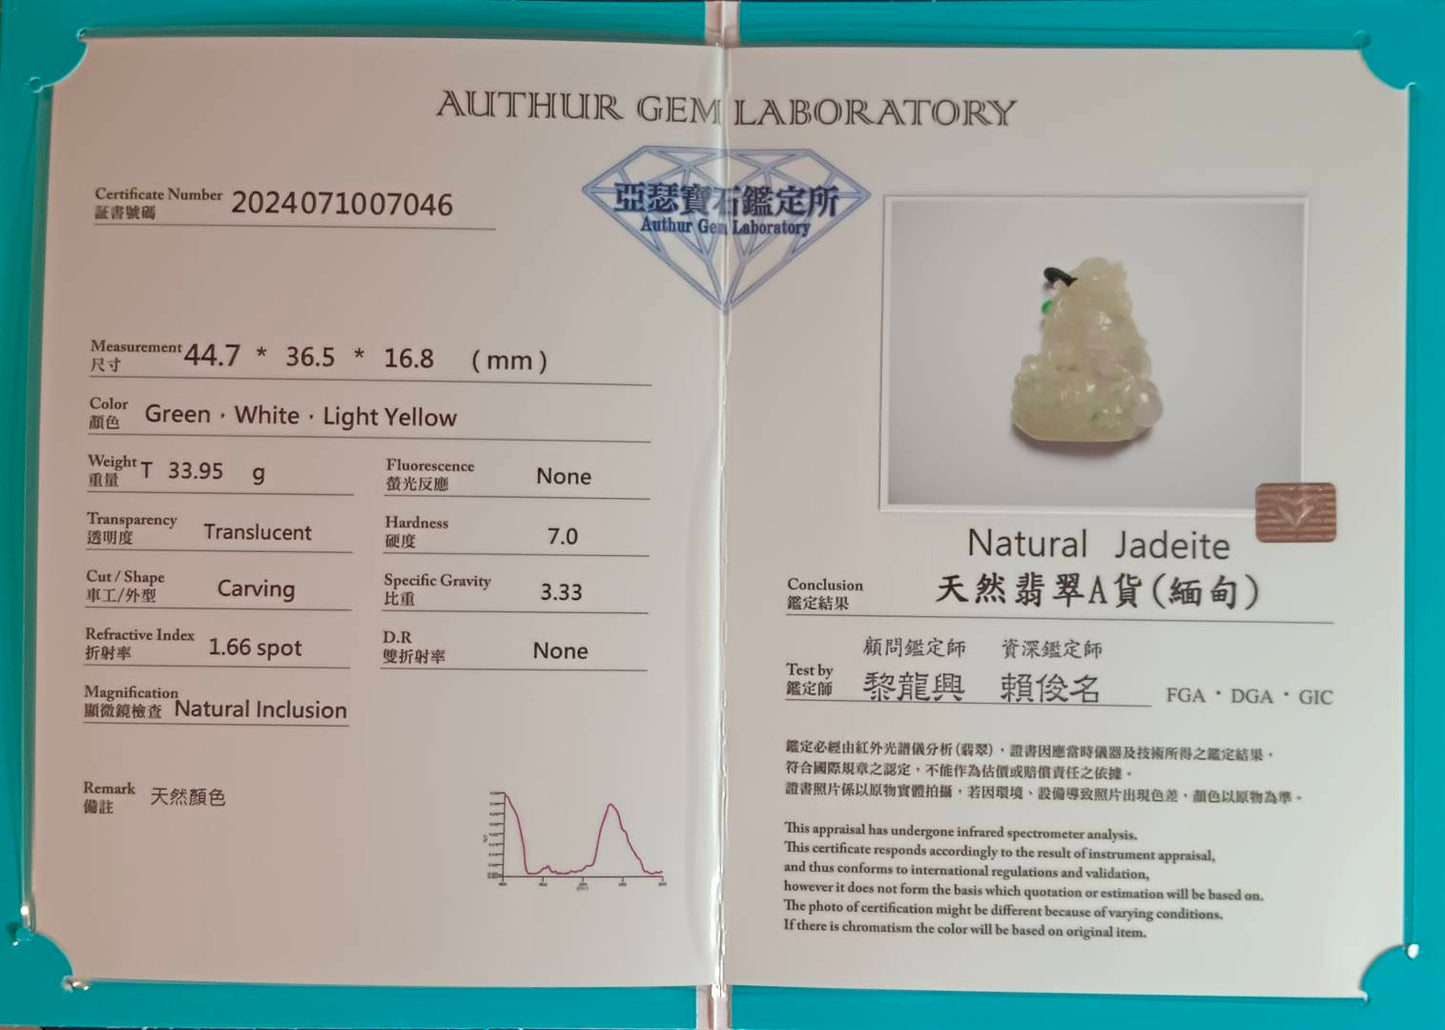 AUTHUR GEM LABORATORY
亞瑟寶石鑑定所
Authur Gem Laboratory
Certificate Number 2024071007046
証書號碼
Measurement 44.7 * 36.5 * 16.8 (mm)
尺寸
Color Green · White · Light Yellow
顏色
Weight T 33.95 g
重量
Fluorescence None
螢光反應
Transparency Translucent
透明度
Hardness 7.0
硬度
Cut / Shape Carving
車工/外型
Specific Gravity 3.33
比重
Refractive Index 1.66 spot
折射率
D.R None
雙折射率
Magnification
顯微鏡檢查 Natural Inclusion
Remark 天然顏色
備註
Natural Jadeite
Conclusion 天然翡翠A貨(緬甸)
鑑定結果
顧問鑑定師 資深鑑定師
Test by 黎龍興 賴俊名 FGA · DGA · GIC
鑑定師
鑑定必經由紅外光譜儀分析(翡翠)，證書因應當時儀器及技術所得之鑑定結果。
符合國際規章之認定，不能作為估價或賠償責任之依據。
證書照片係以原物實體拍攝，若因環境、設備導致照片出現色差，顏色以原物為準。
This appraisal has undergone infrared spectrometer analysis.
This certificate responds accordingly to the result of instrument appraisal,
and thus conforms to international regulations and validation,
however it does not form the basis which quotation or estimation will be based on.
The photo of certification might be different because of varying conditions.
If there is chromatism the color will be based on original item.